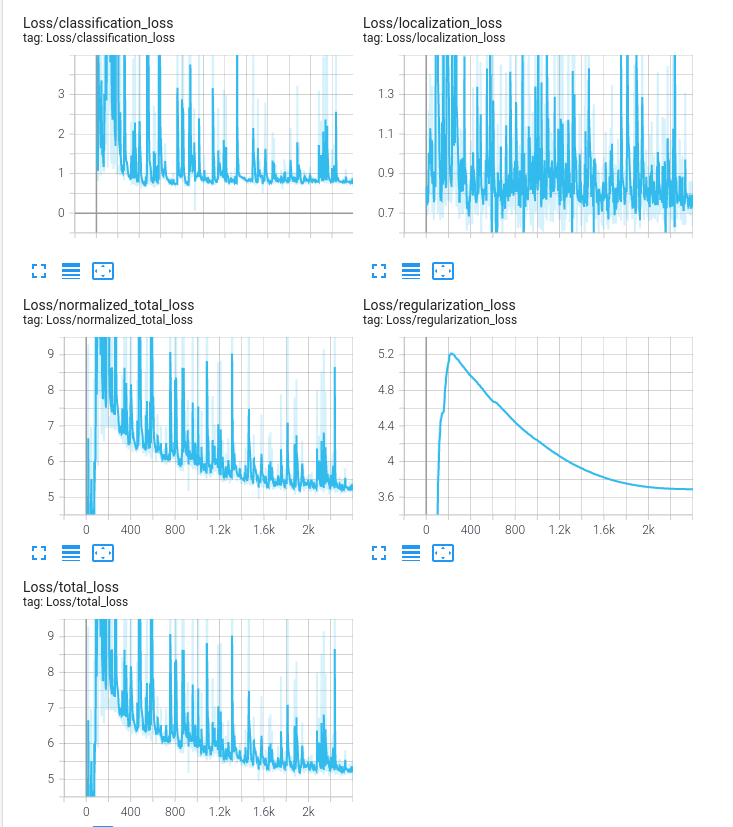 Loss/classification_loss
tag: Loss/classification_loss
3
2
1
0
Loss/localization_loss
tag: Loss/localization_loss
1.3
1.1
0.9
0.7
Loss/normalized_total_loss
tag: Loss/normalized_total_loss
9
8
7
6
5
0 400 800 1.2k 1.6k 2k
Loss/regularization_loss
tag: Loss/regularization_loss
5.2
4.8
4.4
4
3.6
0 400 800 1.2k 1.6k 2k
Loss/total_loss
tag: Loss/total_loss
9
8
7
6
5
0 400 800 1.2k 1.6k 2k